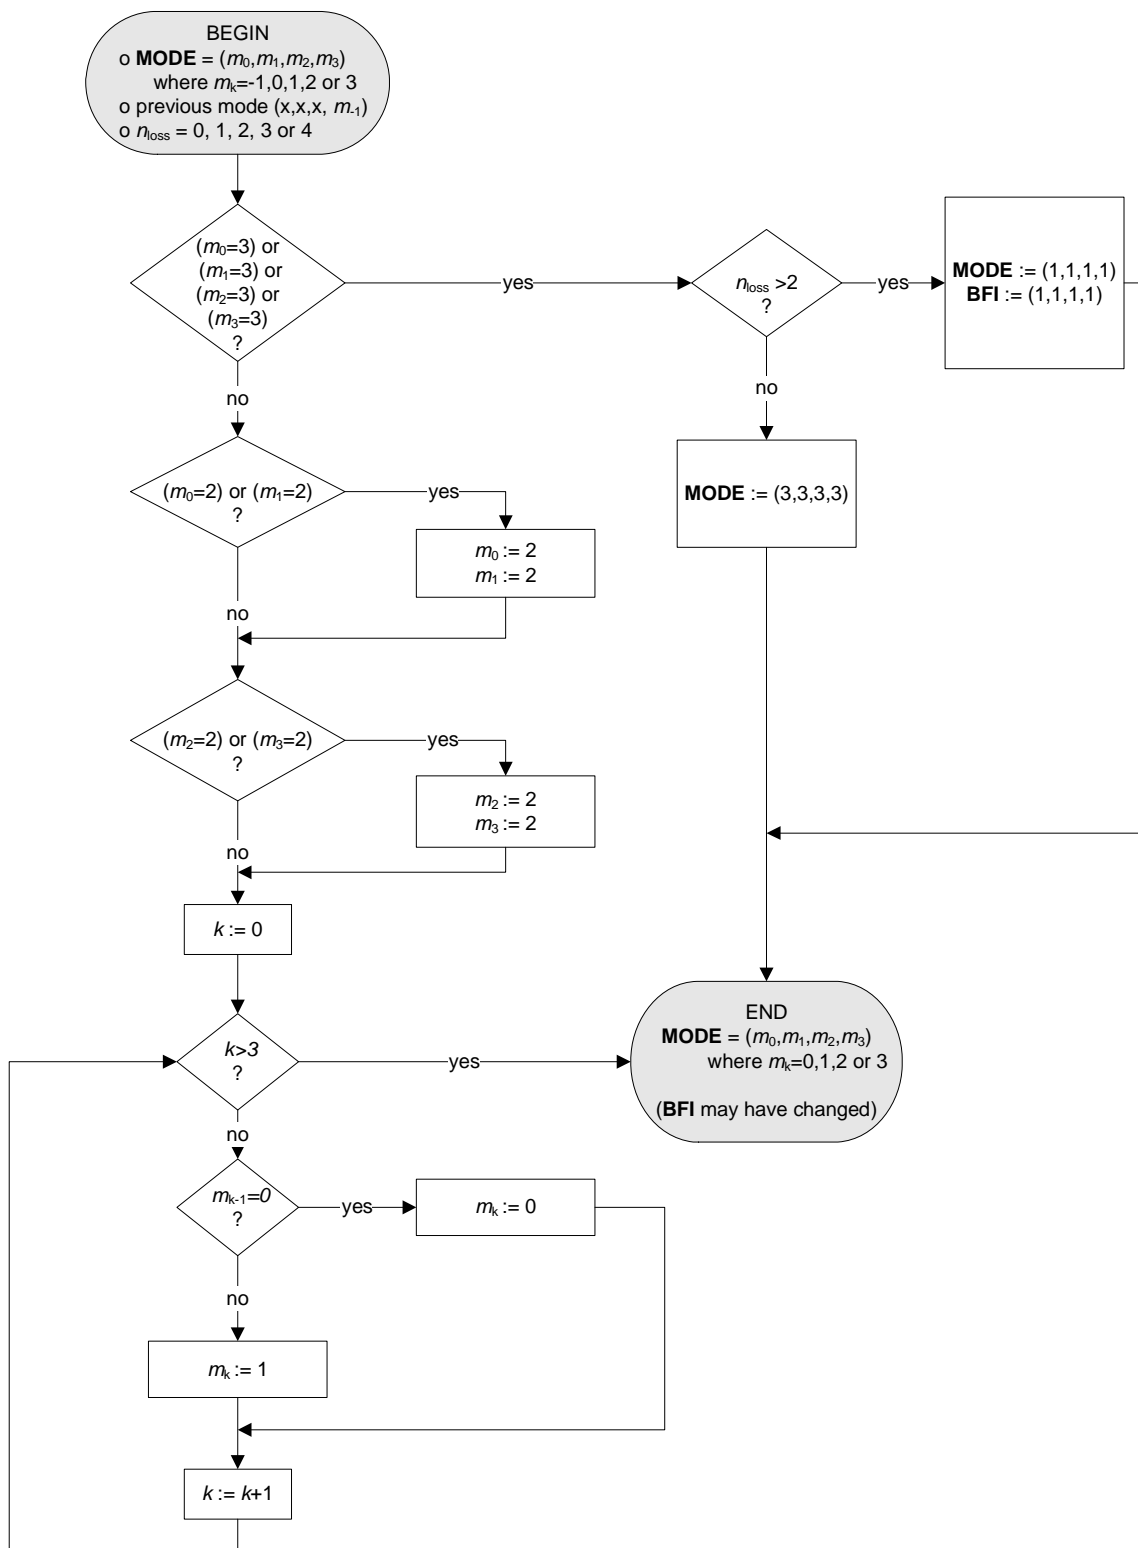 BEGIN
o MODE = (m0,m1,m2,m3)
where mk=-1,0,1,2 or 3
o previous mode (x,x,x, m-1)
o nloss = 0, 1, 2, 3 or 4
(m0=3) or
(m1=3) or
(m2=3) or
(m3=3)
?
yes
nloss >2
?
yes
MODE := (1,1,1,1)
BFI := (1,1,1,1)
no
no
MODE := (3,3,3,3)
(m0=2) or (m1=2)
?
yes
m0 := 2
m1 := 2
no
(m2=2) or (m3=2)
?
yes
m2 := 2
m3 := 2
no
k := 0
k>3
?
yes
END
MODE = (m0,m1,m2,m3)
where mk=0,1,2 or 3
(BFI may have changed)
no
mk-1=0
?
yes
mk := 0
no
mk := 1
k := k+1